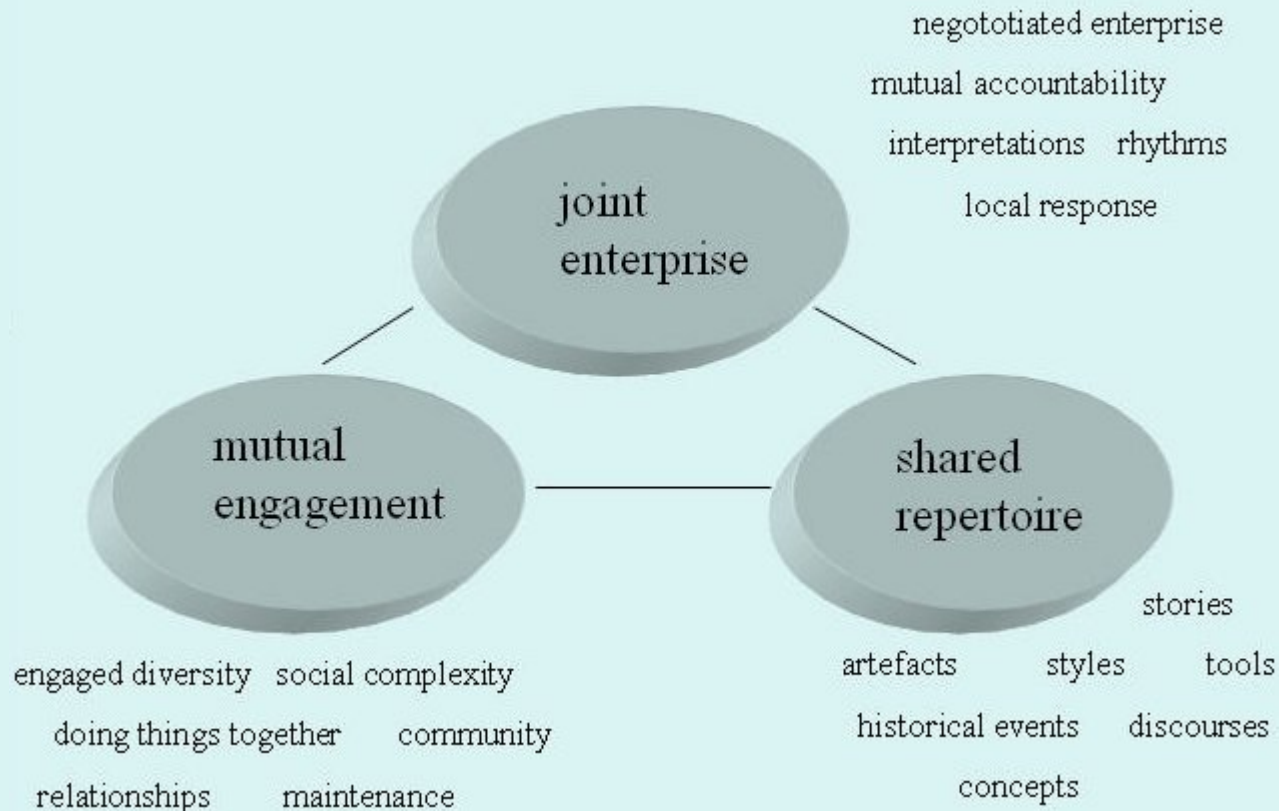 negototiated enterprise
mutual accountability
interpretations rhythms
local response
joint
enterprise
mutual
engagement
shared
repertoire
engaged diversity social complexity
doing things together community
relationships maintenance
stories
artefacts styles tools
historical events discourses
concepts